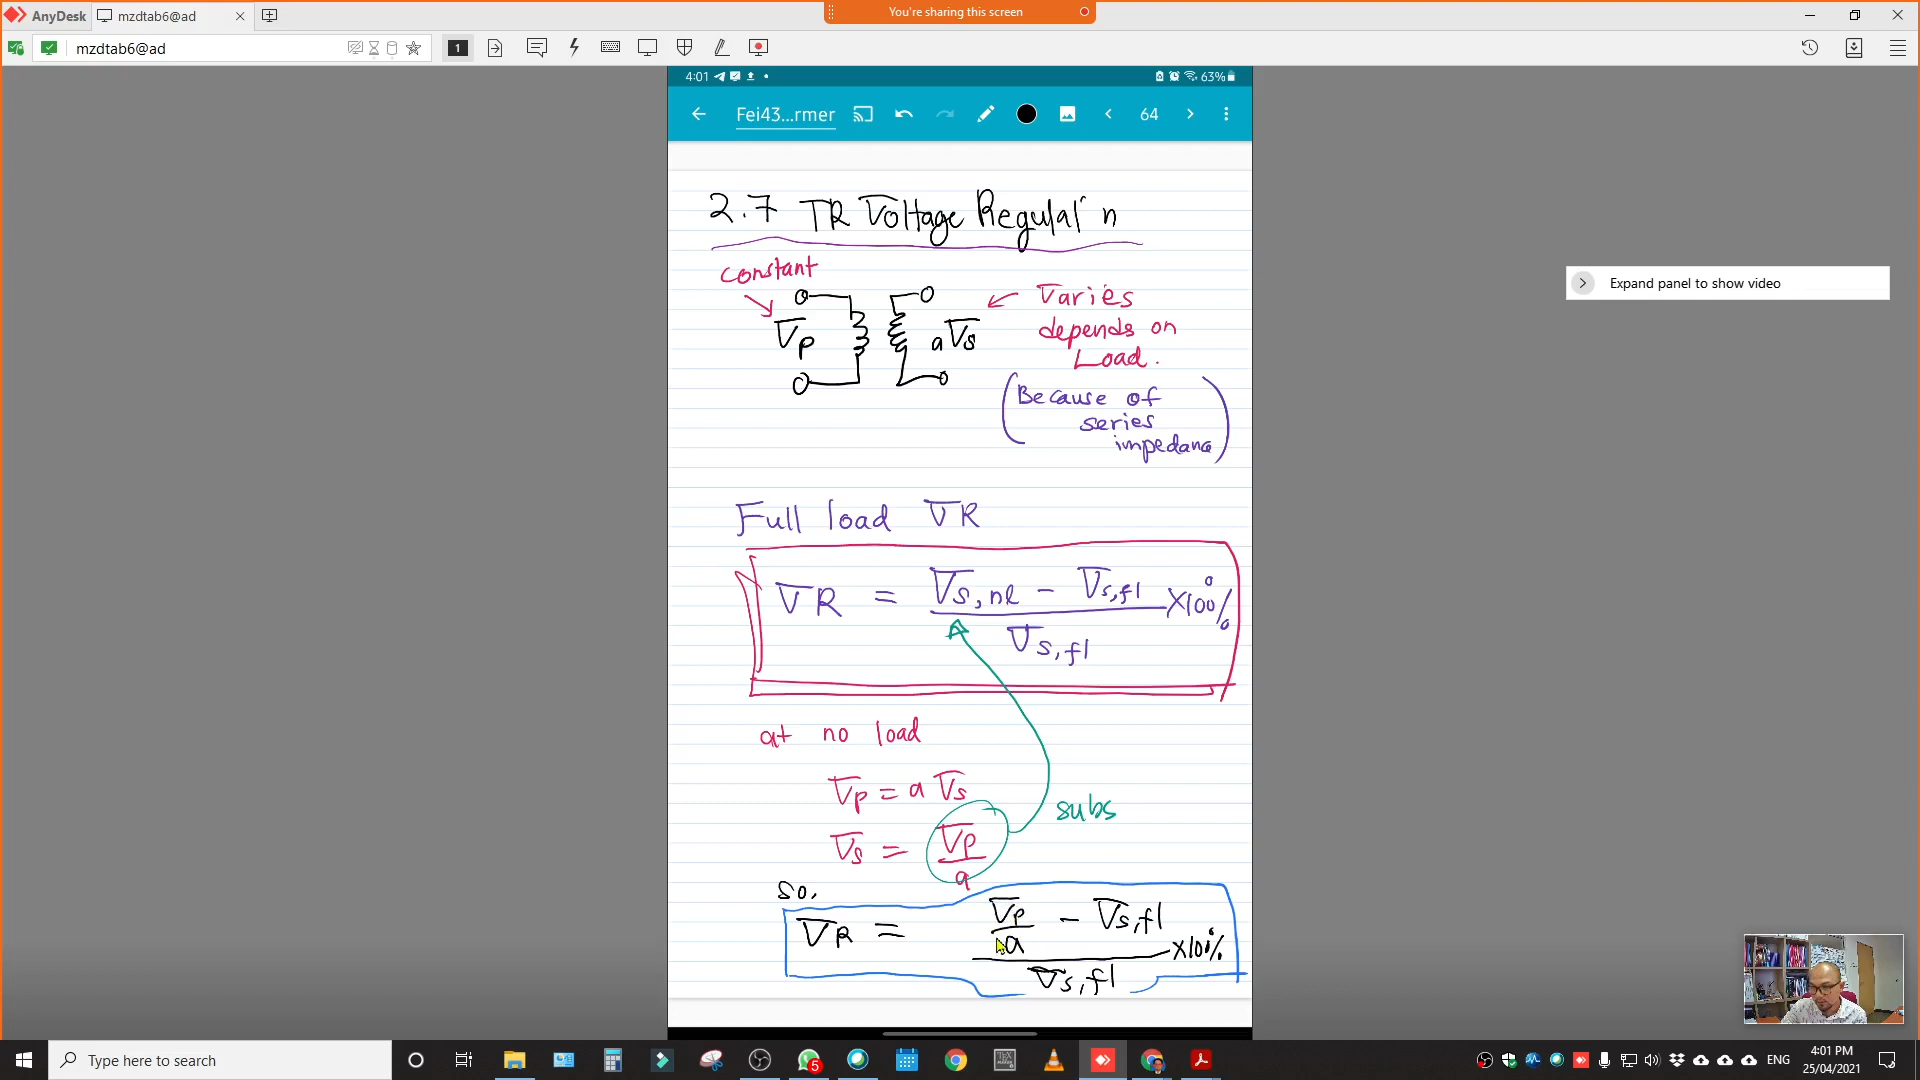 AnyDesk
mzdtab6@ad
You're sharing this screen
mzdtab6@ad
1
4:01
63%
Fei43...rmer
64
2.7 TR Voltage Regulat'n
constant
Vp
aVs
Varies
depends on
Load.
(Because of
series
impedance)
Full load VR
VR = (Vs,nl - Vs,fl) / Vs,fl x100%
at no load
Vp = a Vs
subs
Vs = Vp/a
So,
VR = (Vp/a - Vs,fl) / Vs,fl x100%
Expand panel to show video
Type here to search
5
ENG
4:01 PM
25/04/2021